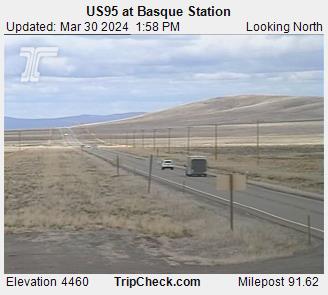 US95 at Basque Station
Updated: Mar 30 2024 1:58 PM Looking North
Elevation 4460 TripCheck.com Milepost 91.62